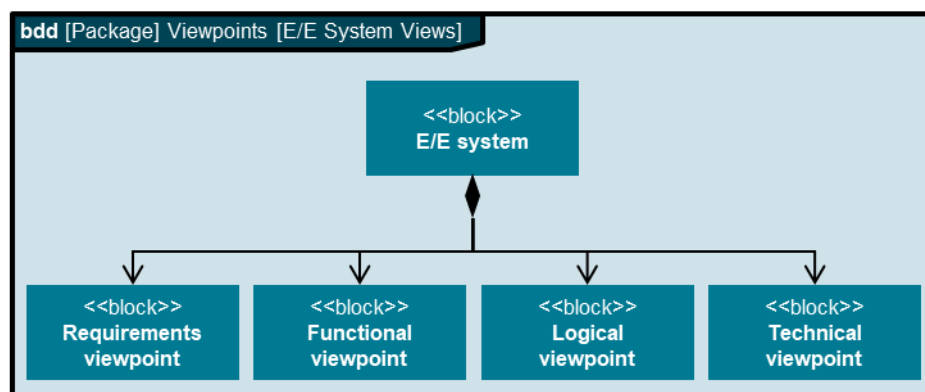 bdd [Package] Viewpoints [E/E System Views]
<<block>>
E/E system
<<block>>
Requirements
viewpoint
<<block>>
Functional
viewpoint
<<block>>
Logical
viewpoint
<<block>>
Technical
viewpoint